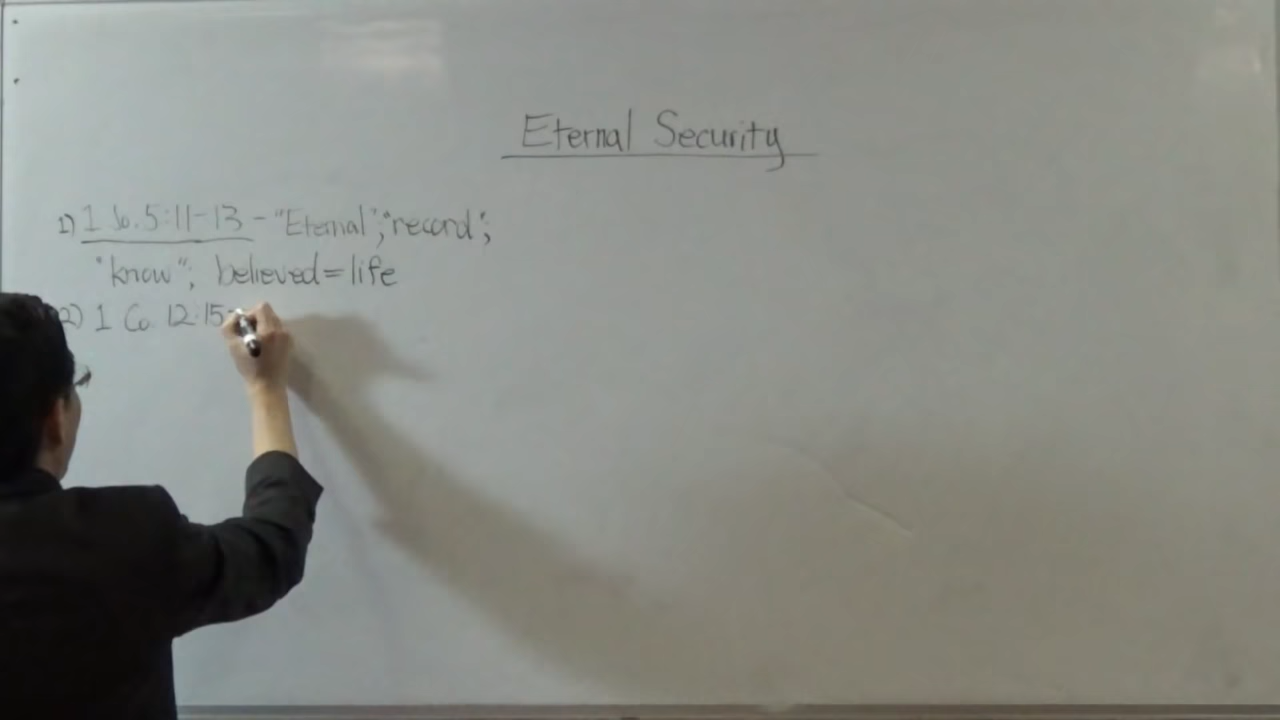 Eternal Security
1) 1 Jo. 5:11-13 - "Eternal"; "record";
"know"; believed = life
2) 1 Co. 12:15-